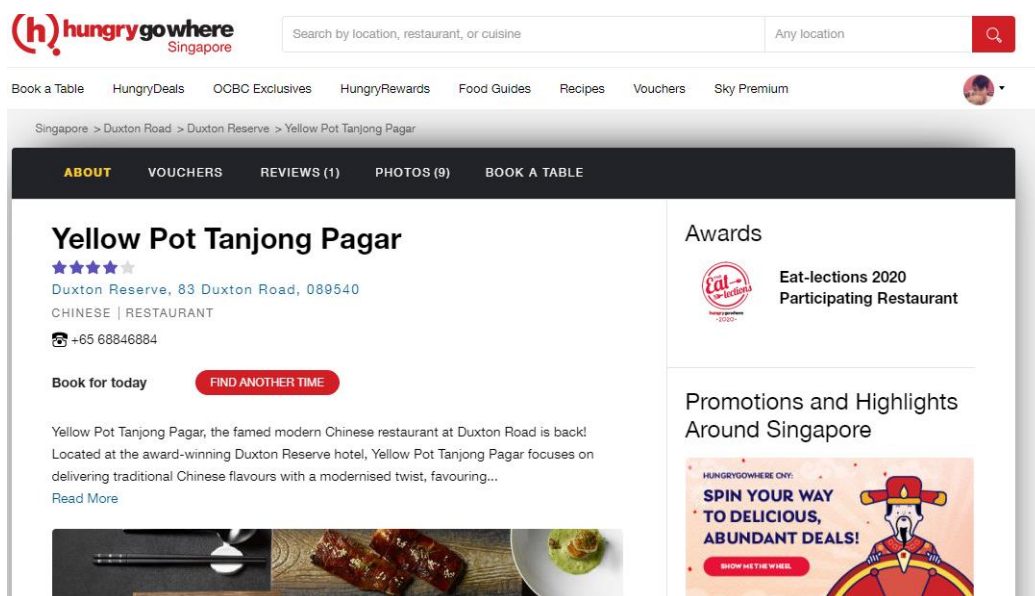 (h) hungrygowhere
Singapore
Search by location, restaurant, or cuisine
Any location
Book a Table HungryDeals OCBC Exclusives HungryRewards Food Guides Recipes Vouchers Sky Premium
Singapore > Duxton Road > Duxton Reserve > Yellow Pot Tanjong Pagar
ABOUT VOUCHERS REVIEWS (1) PHOTOS (9) BOOK A TABLE
Yellow Pot Tanjong Pagar
Duxton Reserve, 83 Duxton Road, 089540
CHINESE | RESTAURANT
+65 68846884
Book for today FIND ANOTHER TIME
Yellow Pot Tanjong Pagar, the famed modern Chinese restaurant at Duxton Road is back!
Located at the award-winning Duxton Reserve hotel, Yellow Pot Tanjong Pagar focuses on
delivering traditional Chinese flavours with a modernised twist, favouring...
Read More
Awards
Eat-lections
hungrygowhere
-2020-
Eat-lections 2020
Participating Restaurant
Promotions and Highlights
Around Singapore
HUNGRYGOWHERE CNY:
SPIN YOUR WAY
TO DELICIOUS,
ABUNDANT DEALS!
SHOW ME THE WHEEL